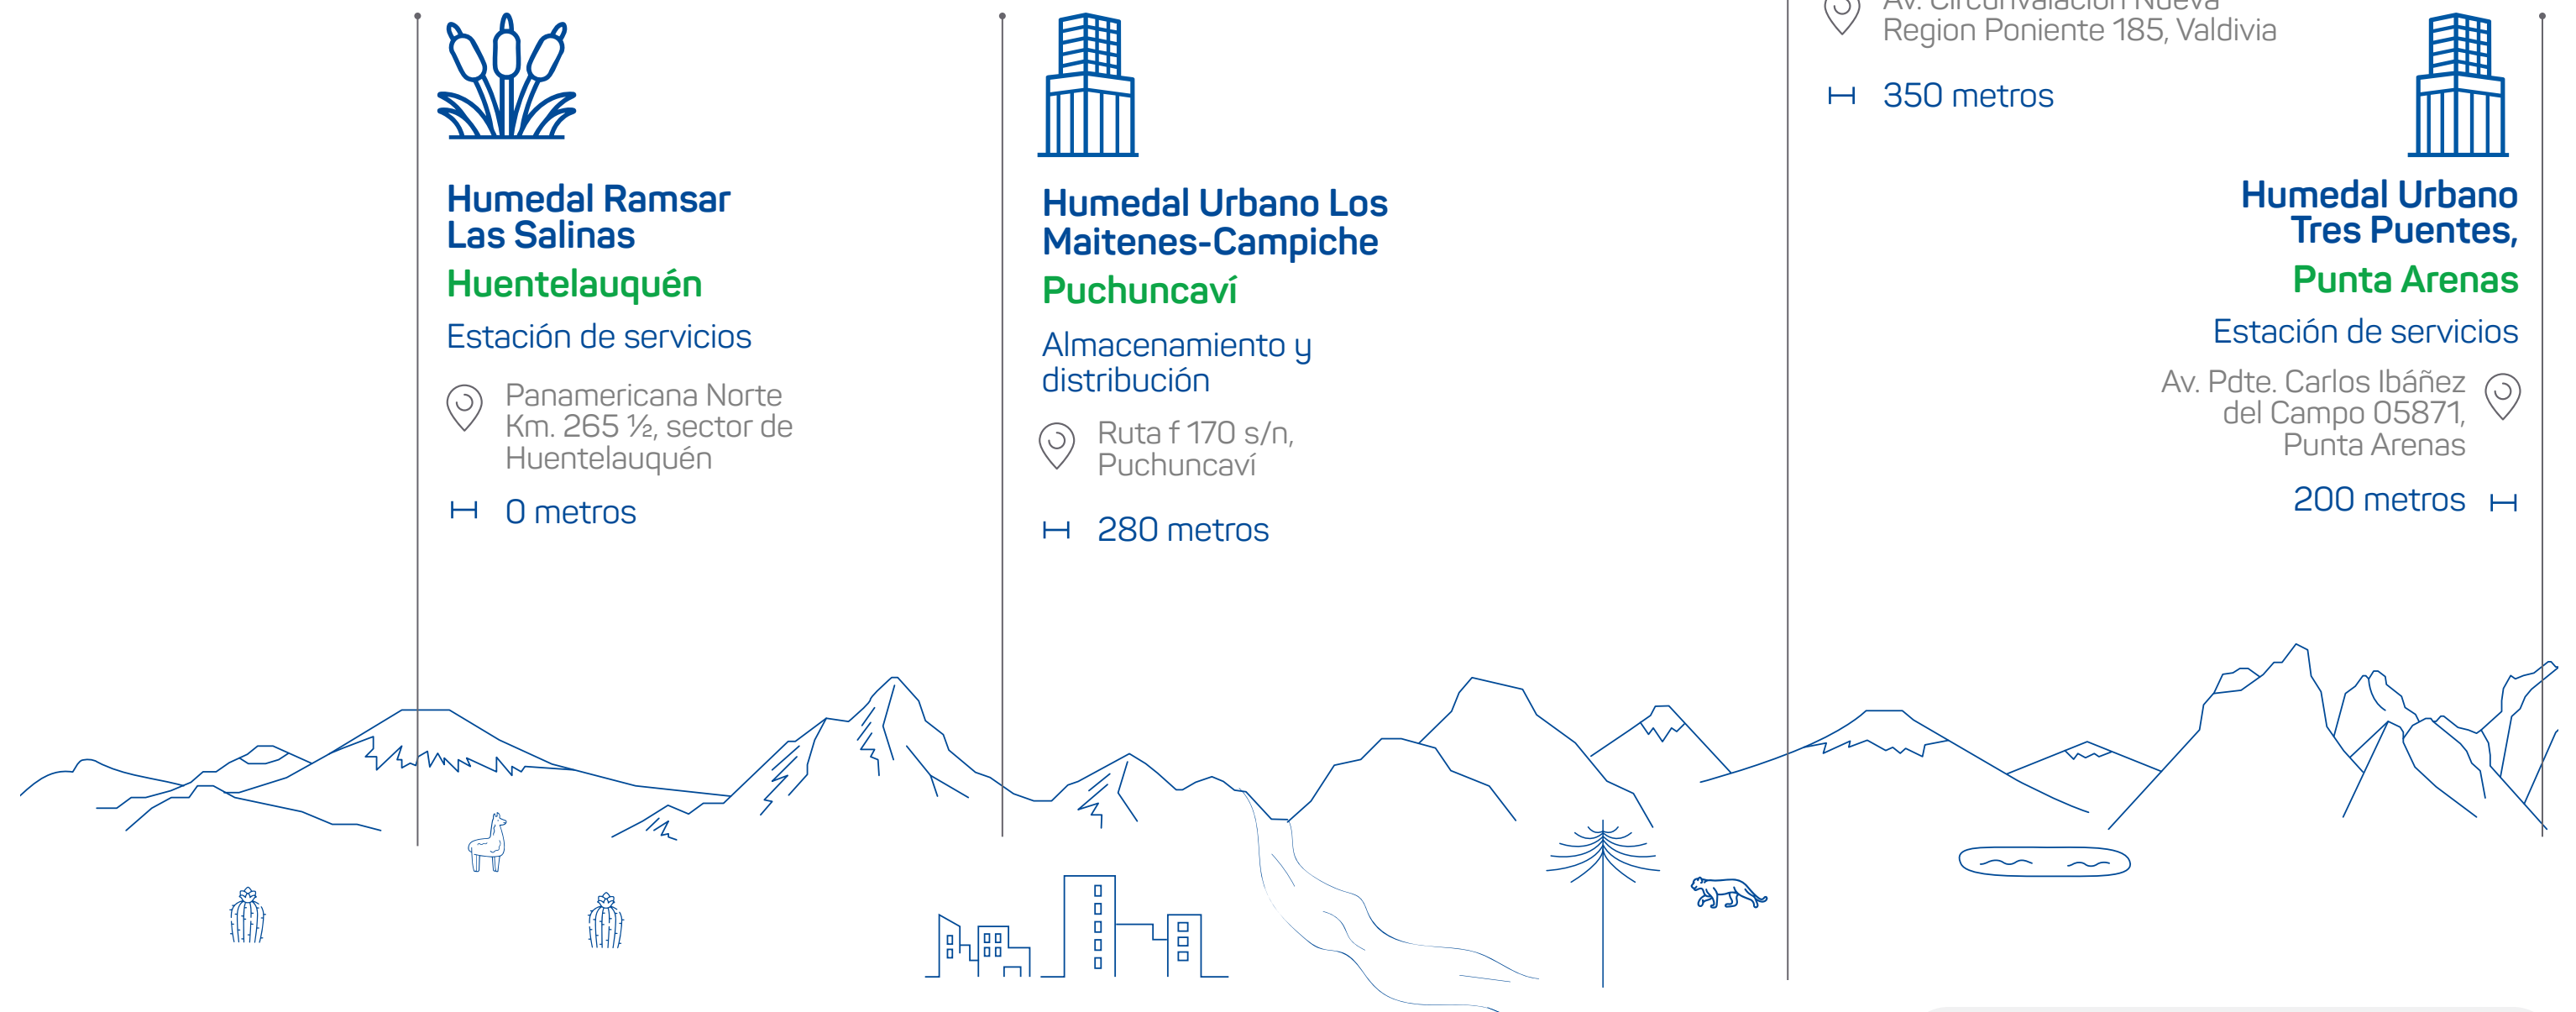 Humedal Ramsar
Las Salinas
Huentelauquén
Estación de servicios
Panamericana Norte
Km. 265 ½, sector de
Huentelauquén
0 metros
Humedal Urbano Los
Maitenes-Campiche
Puchuncaví
Almacenamiento y
distribución
Ruta f 170 s/n,
Puchuncaví
280 metros
Av. Circunvalación Nueva
Region Poniente 185, Valdivia
350 metros
Humedal Urbano
Tres Puentes,
Punta Arenas
Estación de servicios
Av. Pdte. Carlos Ibáñez
del Campo 05871,
Punta Arenas
200 metros